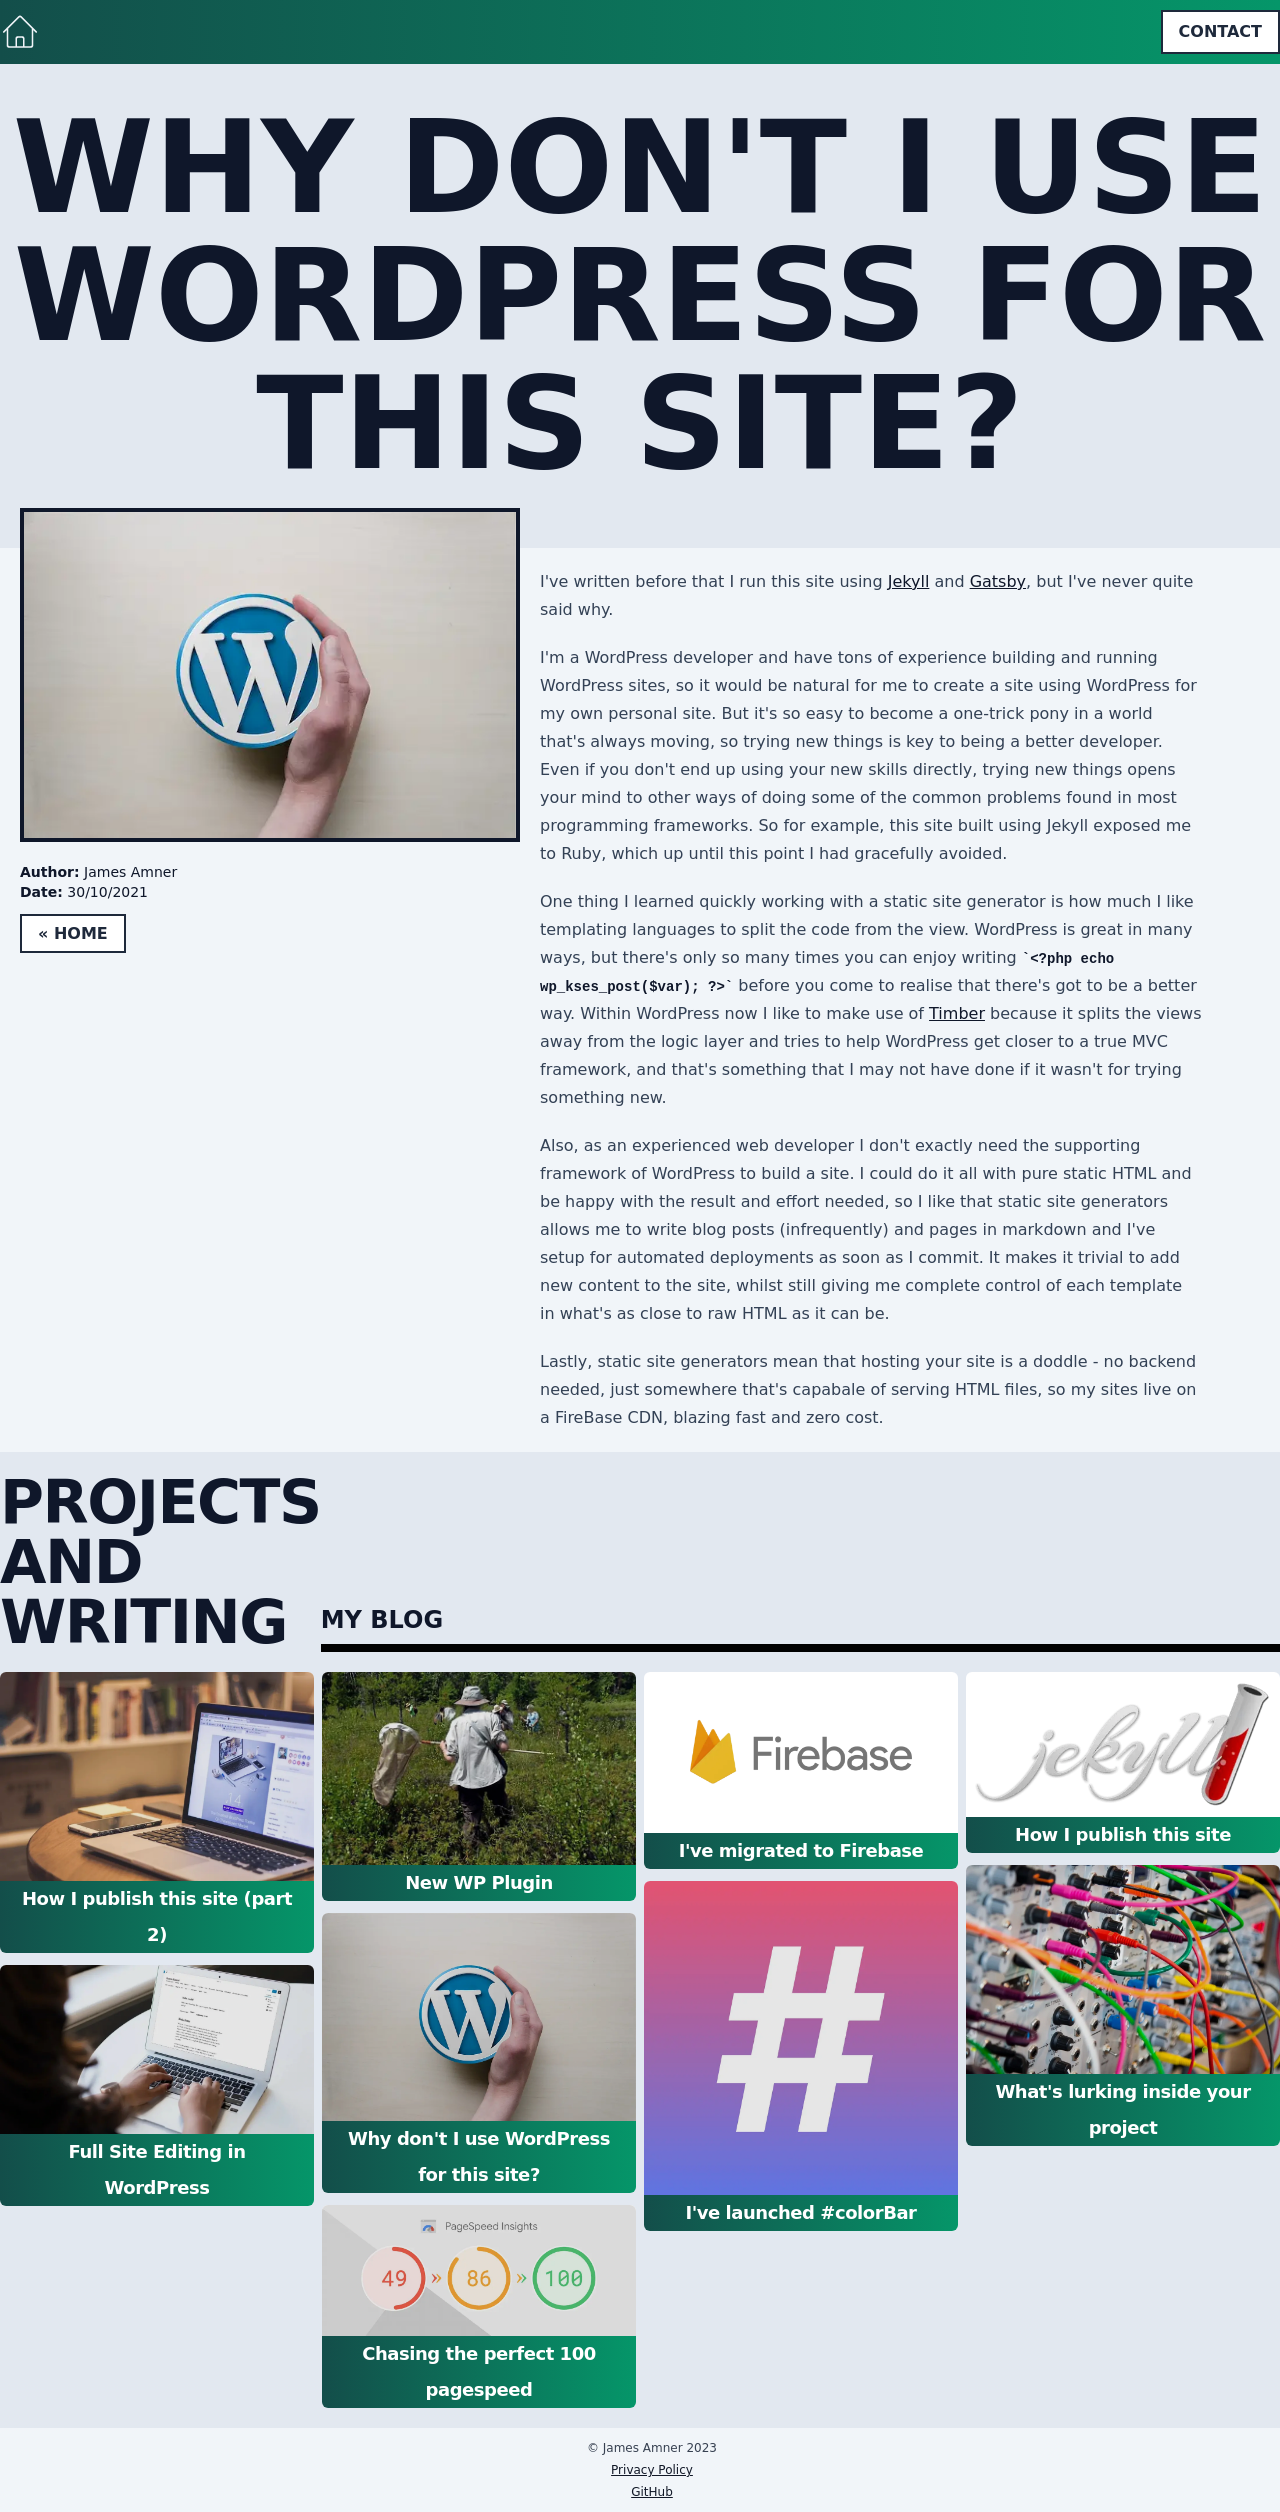 CONTACT
WHY DON'T I USE
WORDPRESS FOR
THIS SITE?
I've written before that I run this site using Jekyll and Gatsby, but I've never quite
said why.
I'm a WordPress developer and have tons of experience building and running
WordPress sites, so it would be natural for me to create a site using WordPress for
my own personal site. But it's so easy to become a one-trick pony in a world
that's always moving, so trying new things is key to being a better developer.
Even if you don't end up using your new skills directly, trying new things opens
your mind to other ways of doing some of the common problems found in most
programming frameworks. So for example, this site built using Jekyll exposed me
to Ruby, which up until this point I had gracefully avoided.
One thing I learned quickly working with a static site generator is how much I like
templating languages to split the code from the view. WordPress is great in many
ways, but there's only so many times you can enjoy writing `<?php echo
wp_kses_post($var); ?>` before you come to realise that there's got to be a better
way. Within WordPress now I like to make use of Timber because it splits the views
away from the logic layer and tries to help WordPress get closer to a true MVC
framework, and that's something that I may not have done if it wasn't for trying
something new.
Also, as an experienced web developer I don't exactly need the supporting
framework of WordPress to build a site. I could do it all with pure static HTML and
be happy with the result and effort needed, so I like that static site generators
allows me to write blog posts (infrequently) and pages in markdown and I've
setup for automated deployments as soon as I commit. It makes it trivial to add
new content to the site, whilst still giving me complete control of each template
in what's as close to raw HTML as it can be.
Lastly, static site generators mean that hosting your site is a doddle - no backend
needed, just somewhere that's capabale of serving HTML files, so my sites live on
a FireBase CDN, blazing fast and zero cost.
Author: James Amner
Date: 30/10/2021
« HOME
PROJECTS
AND
WRITING
MY BLOG
How I publish this site (part
2)
Full Site Editing in
WordPress
New WP Plugin
Why don't I use WordPress
for this site?
PageSpeed Insights
49 » 86 » 100
Chasing the perfect 100
pagespeed
Firebase
I've migrated to Firebase
#
I've launched #colorBar
jekyll
How I publish this site
What's lurking inside your
project
© James Amner 2023
Privacy Policy
GitHub